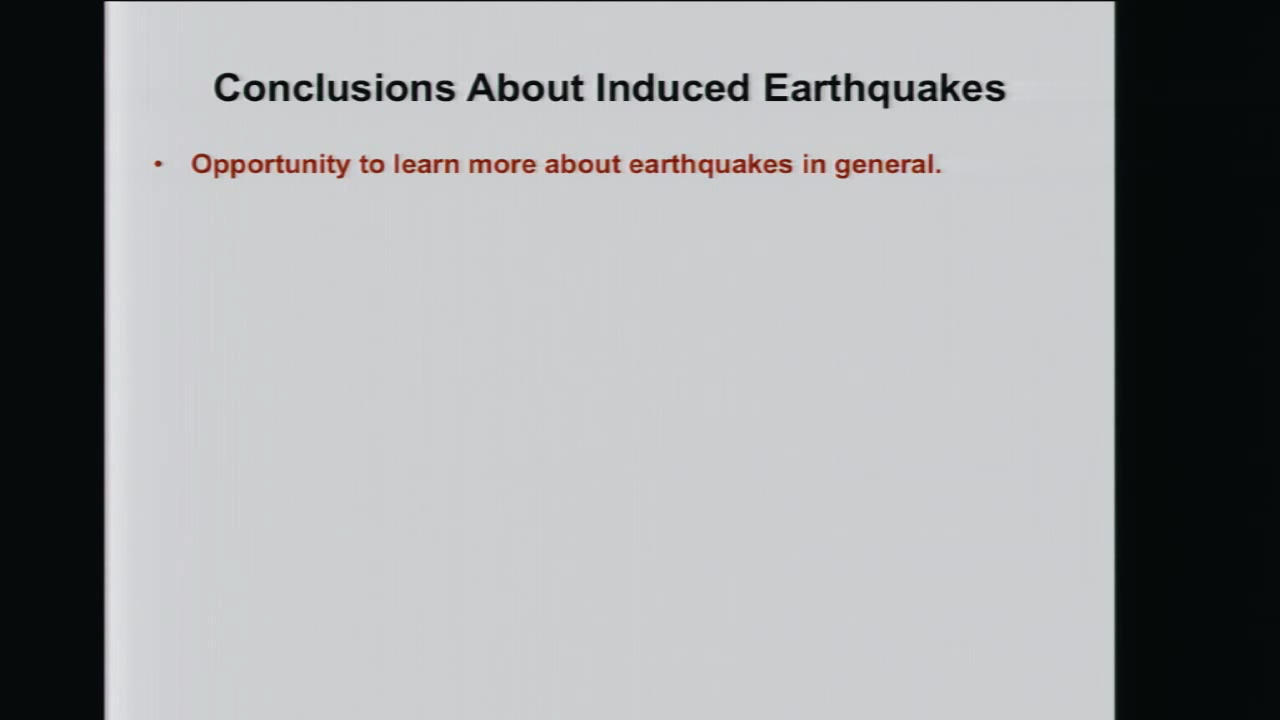 Conclusions About Induced Earthquakes
• Opportunity to learn more about earthquakes in general.